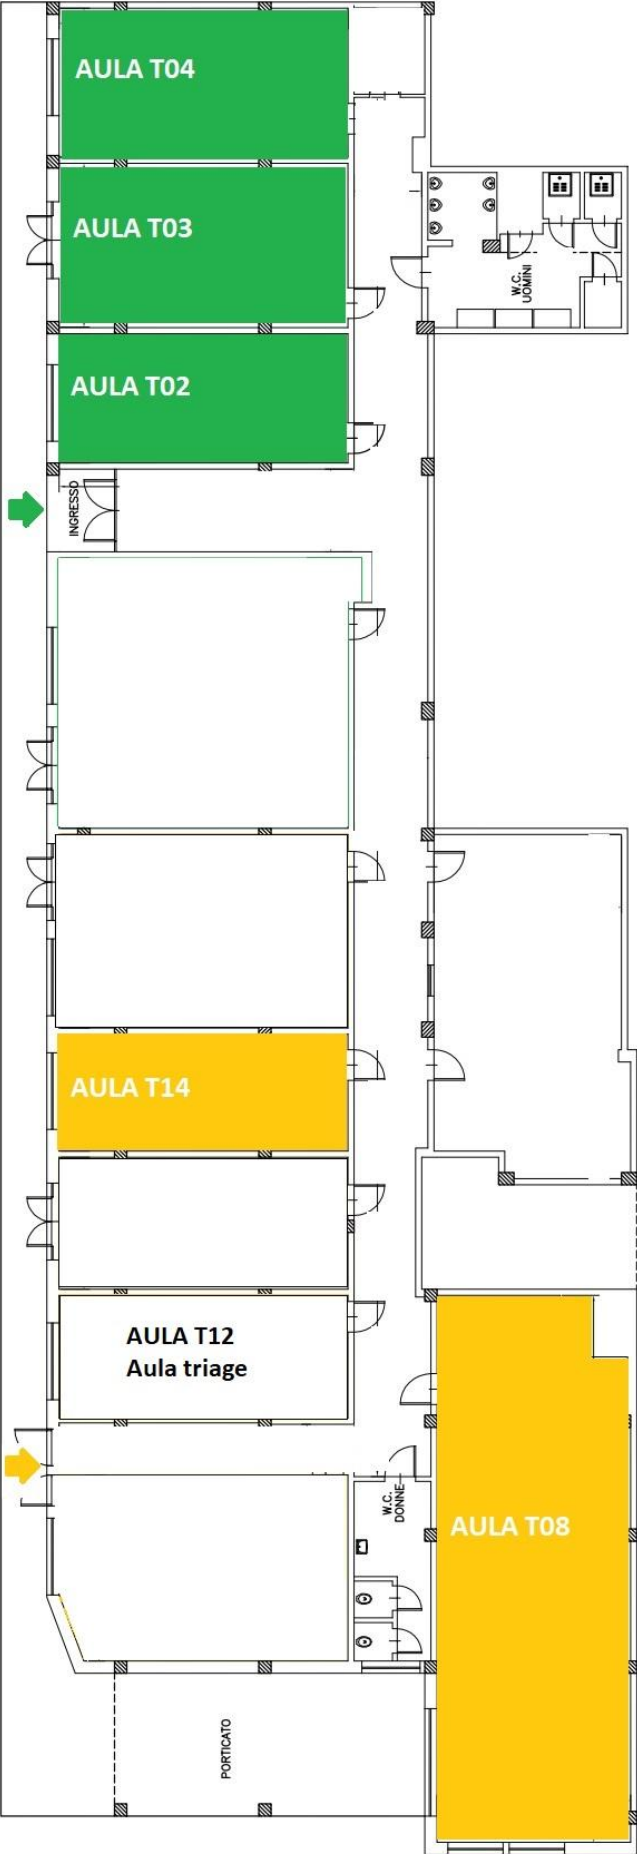 AULA T04
AULA T03
W.C.
UOMINI
AULA T02
INGRESSO
AULA T14
AULA T12
Aula triage
W.C.
DONNE
AULA T08
PORTICATO